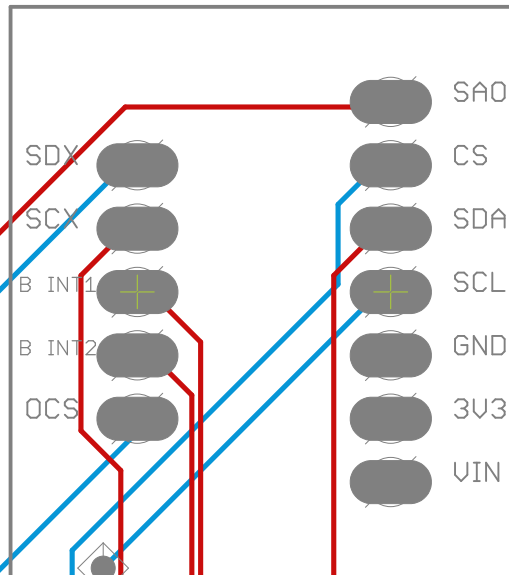 SAO
SDX
CS
SCX
SDA
B INT1
SCL
B INT2
GND
OCS
3V3
VIN